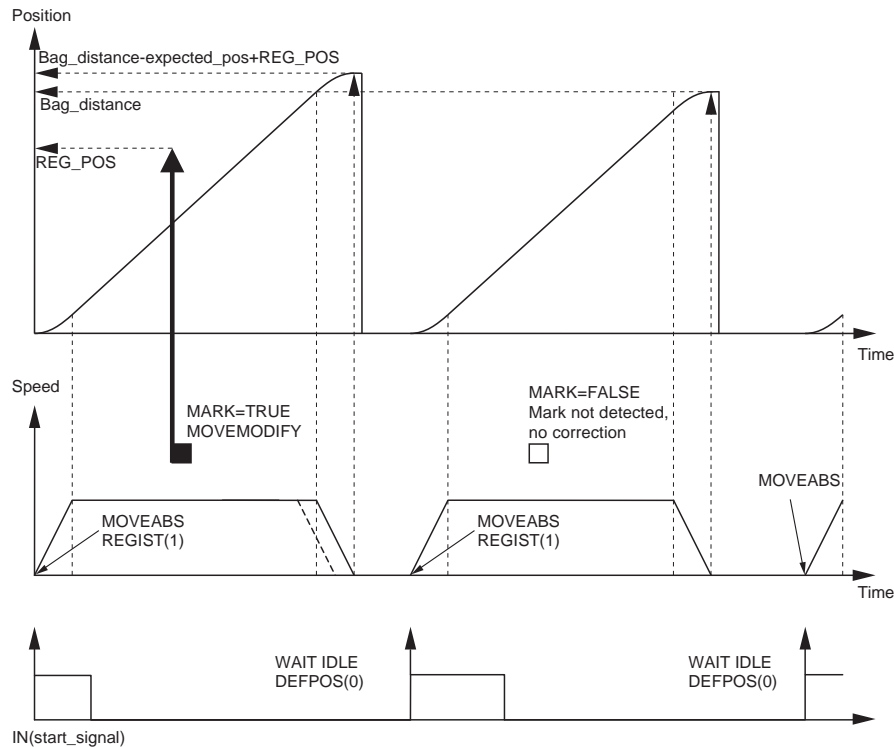 Position
Bag_distance-expected_pos+REG_POS
Bag_distance
REG_POS
Time
Speed
MARK=TRUE
MOVEMODIFY
MARK=FALSE
Mark not detected,
no correction
MOVEABS
REGIST(1)
MOVEABS
REGIST(1)
MOVEABS
Time
WAIT IDLE
DEFPOS(0)
WAIT IDLE
DEFPOS(0)
IN(start_signal)